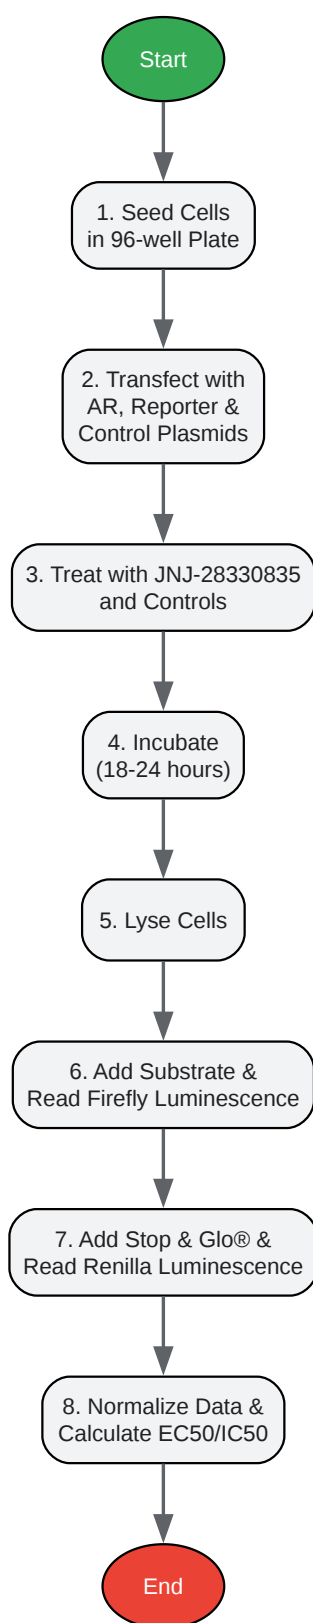 Start
1. Seed Cells
in 96-well Plate
2. Transfect with
AR, Reporter &
Control Plasmids
3. Treat with JNJ-28330835
and Controls
4. Incubate
(18-24 hours)
5. Lyse Cells
6. Add Substrate &
Read Firefly Luminescence
7. Add Stop & Glo® &
Read Renilla Luminescence
8. Normalize Data &
Calculate EC50/IC50
End